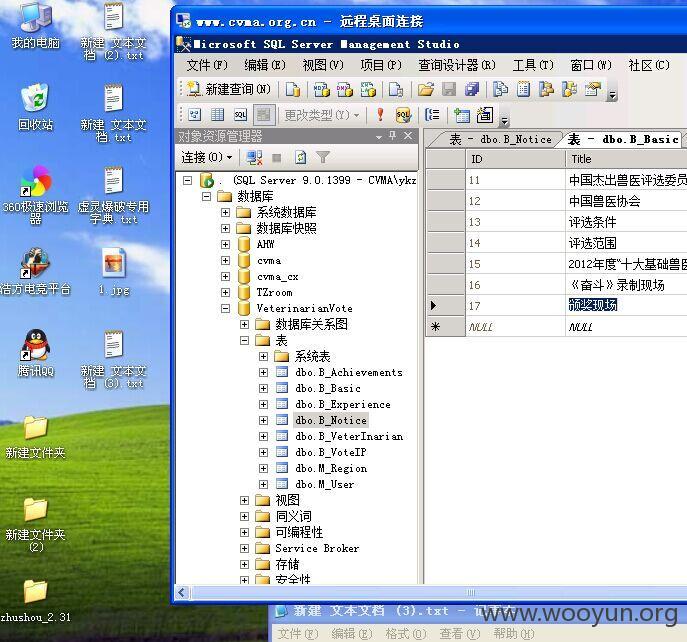 我的电脑
新建 文本文
档 (2).txt
回收站
新建 文本文
档.txt
360极速浏览
器
虚灵爆破专用
字典.txt
浩方电竞平台
1.jpg
腾讯QQ
新建 文本文
档 (3).txt
新建文件夹
新建文件夹
(2)
zhushou_2.31
www.cvma.org.cn - 远程桌面连接
Microsoft SQL Server Management Studio
文件(F) 编辑(E) 视图(V) 项目(P) 查询设计器(R) 工具(T) 窗口(W) 社区(C)
新建查询(N)
更改类型(Y)
对象资源管理器
连接(O)
. (SQL Server 9.0.1399 - CVMA\ykz
数据库
系统数据库
数据库快照
AHW
cvma
cvma_cx
TZroom
VeterinarianVote
数据库关系图
表
系统表
dbo.B_Achievements
dbo.B_Basic
dbo.B_Experience
dbo.B_Notice
dbo.B_VeterInarian
dbo.B_VoteIP
dbo.M_Region
dbo.M_User
视图
同义词
可编程性
Service Broker
存储
安全性
表 - dbo.B_Notice 表 - dbo.B_Basic
ID Title
11 中国杰出兽医评选委员
12 中国兽医协会
13 评选条件
14 评选范围
15 2012年度"十大基础兽医
16 《奋斗》录制现场
17 颁奖现场
NULL NULL
新建 文本文档 (3).txt - 记事本
文件(F) 编辑(E) 格式(O) 查看(V) 帮助(H)
www.wooyun.org